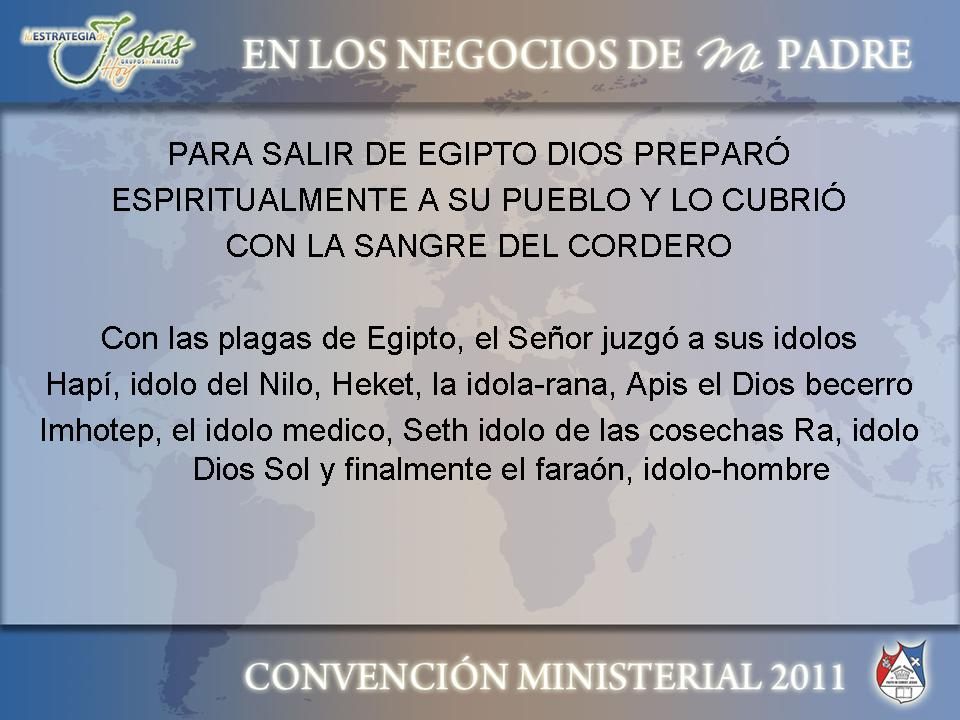 la ESTRATEGIA de
Jesús
GRUPOS de AMISTAD
Hoy
EN LOS NEGOCIOS DE Mi PADRE
PARA SALIR DE EGIPTO DIOS PREPARÓ
ESPIRITUALMENTE A SU PUEBLO Y LO CUBRIÓ
CON LA SANGRE DEL CORDERO
Con las plagas de Egipto, el Señor juzgó a sus idolos
Hapí, idolo del Nilo, Heket, la idola-rana, Apis el Dios becerro
Imhotep, el idolo medico, Seth idolo de las cosechas Ra, idolo
Dios Sol y finalmente el faraón, idolo-hombre
CONVENCIÓN MINISTERIAL 2011